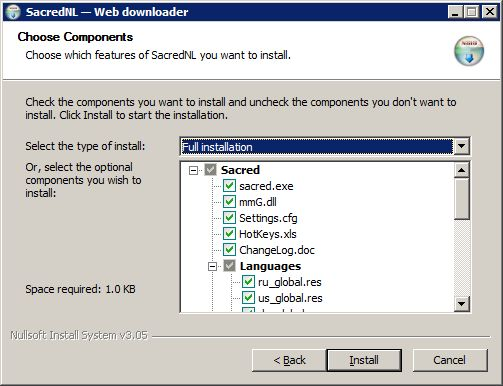 SacredNL — Web downloader
Choose Components
Choose which features of SacredNL you want to install.
Check the components you want to install and uncheck the components you don't want to
install. Click Install to start the installation.
Select the type of install:
Full installation
Or, select the optional
components you wish to
install:
Sacred
sacred.exe
mmG.dll
Settings.cfg
HotKeys.xls
ChangeLog.doc
Languages
ru_global.res
us_global.res
Space required: 1.0 KB
Nullsoft Install System v3.05
< Back
Install
Cancel